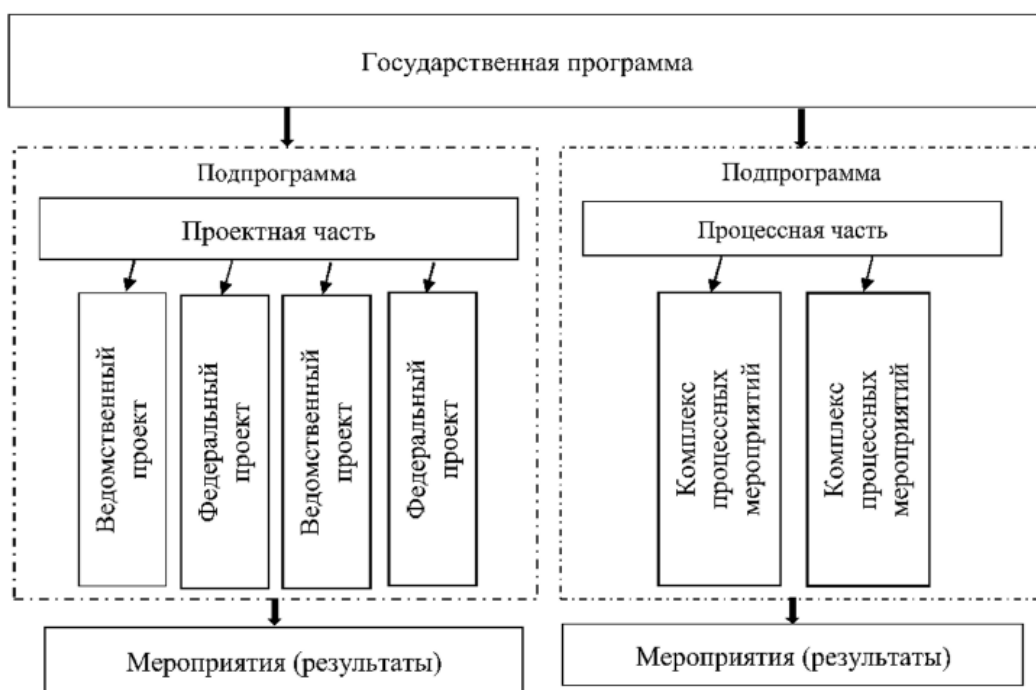 Государственная программа
Подпрограмма
Проектная часть
Ведомственный
проект
Федеральный
проект
Ведомственный
проект
Федеральный
проект
Мероприятия (результаты)
Подпрограмма
Процессная часть
Комплекс
процессных
мероприятий
Комплекс
процессных
мероприятий
Мероприятия (результаты)